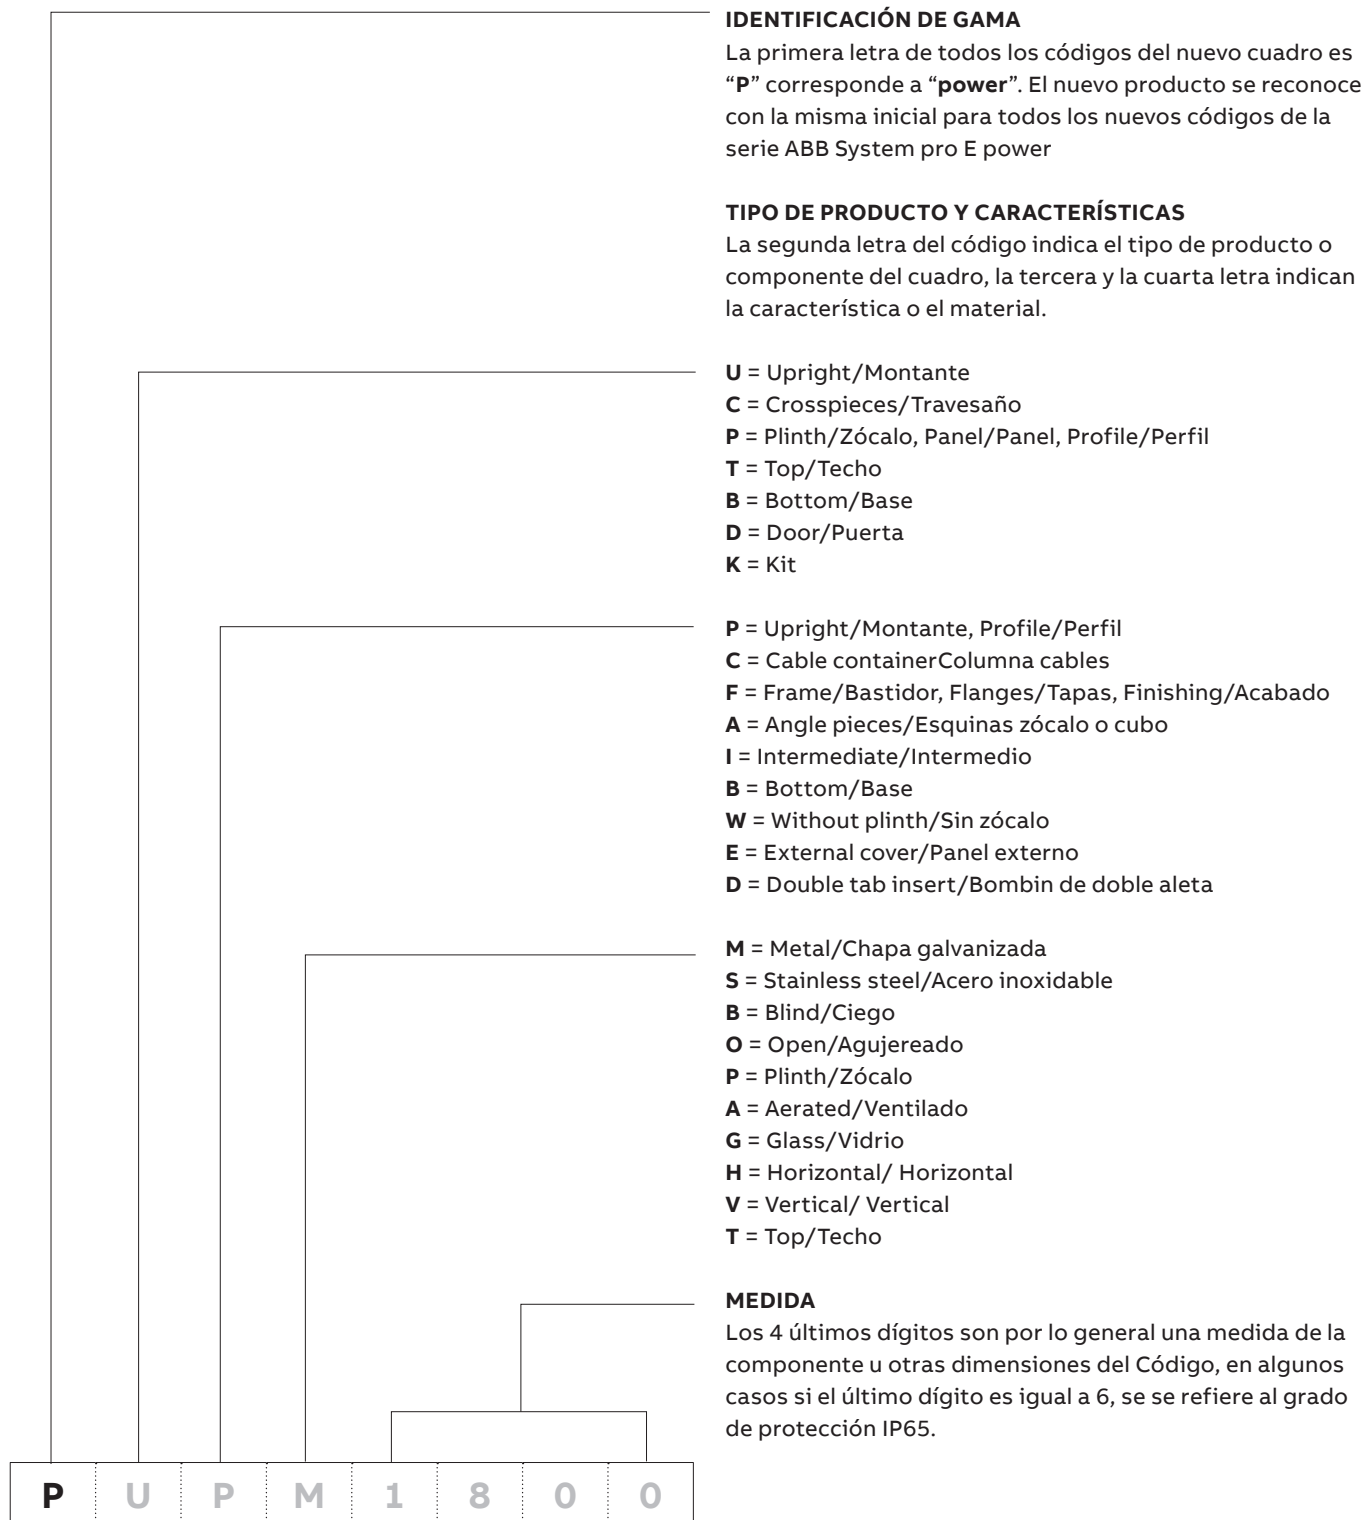 IDENTIFICACIÓN DE GAMA
La primera letra de todos los códigos del nuevo cuadro es
“P” corresponde a “power”. El nuevo producto se reconoce
con la misma inicial para todos los nuevos códigos de la
serie ABB System pro E power
TIPO DE PRODUCTO Y CARACTERÍSTICAS
La segunda letra del código indica el tipo de producto o
componente del cuadro, la tercera y la cuarta letra indican
la característica o el material.
U = Upright/Montante
C = Crosspieces/Travesaño
P = Plinth/Zócalo, Panel/Panel, Profile/Perfil
T = Top/Techo
B = Bottom/Base
D = Door/Puerta
K = Kit
P = Upright/Montante, Profile/Perfil
C = Cable containerColumna cables
F = Frame/Bastidor, Flanges/Tapas, Finishing/Acabado
A = Angle pieces/Esquinas zócalo o cubo
I = Intermediate/Intermedio
B = Bottom/Base
W = Without plinth/Sin zócalo
E = External cover/Panel externo
D = Double tab insert/Bombin de doble aleta
M = Metal/Chapa galvanizada
S = Stainless steel/Acero inoxidable
B = Blind/Ciego
O = Open/Agujereado
P = Plinth/Zócalo
A = Aerated/Ventilado
G = Glass/Vidrio
H = Horizontal/ Horizontal
V = Vertical/ Vertical
T = Top/Techo
MEDIDA
Los 4 últimos dígitos son por lo general una medida de la
componente u otras dimensiones del Código, en algunos
casos si el último dígito es igual a 6, se se refiere al grado
de protección IP65.
P U P M 1 8 0 0